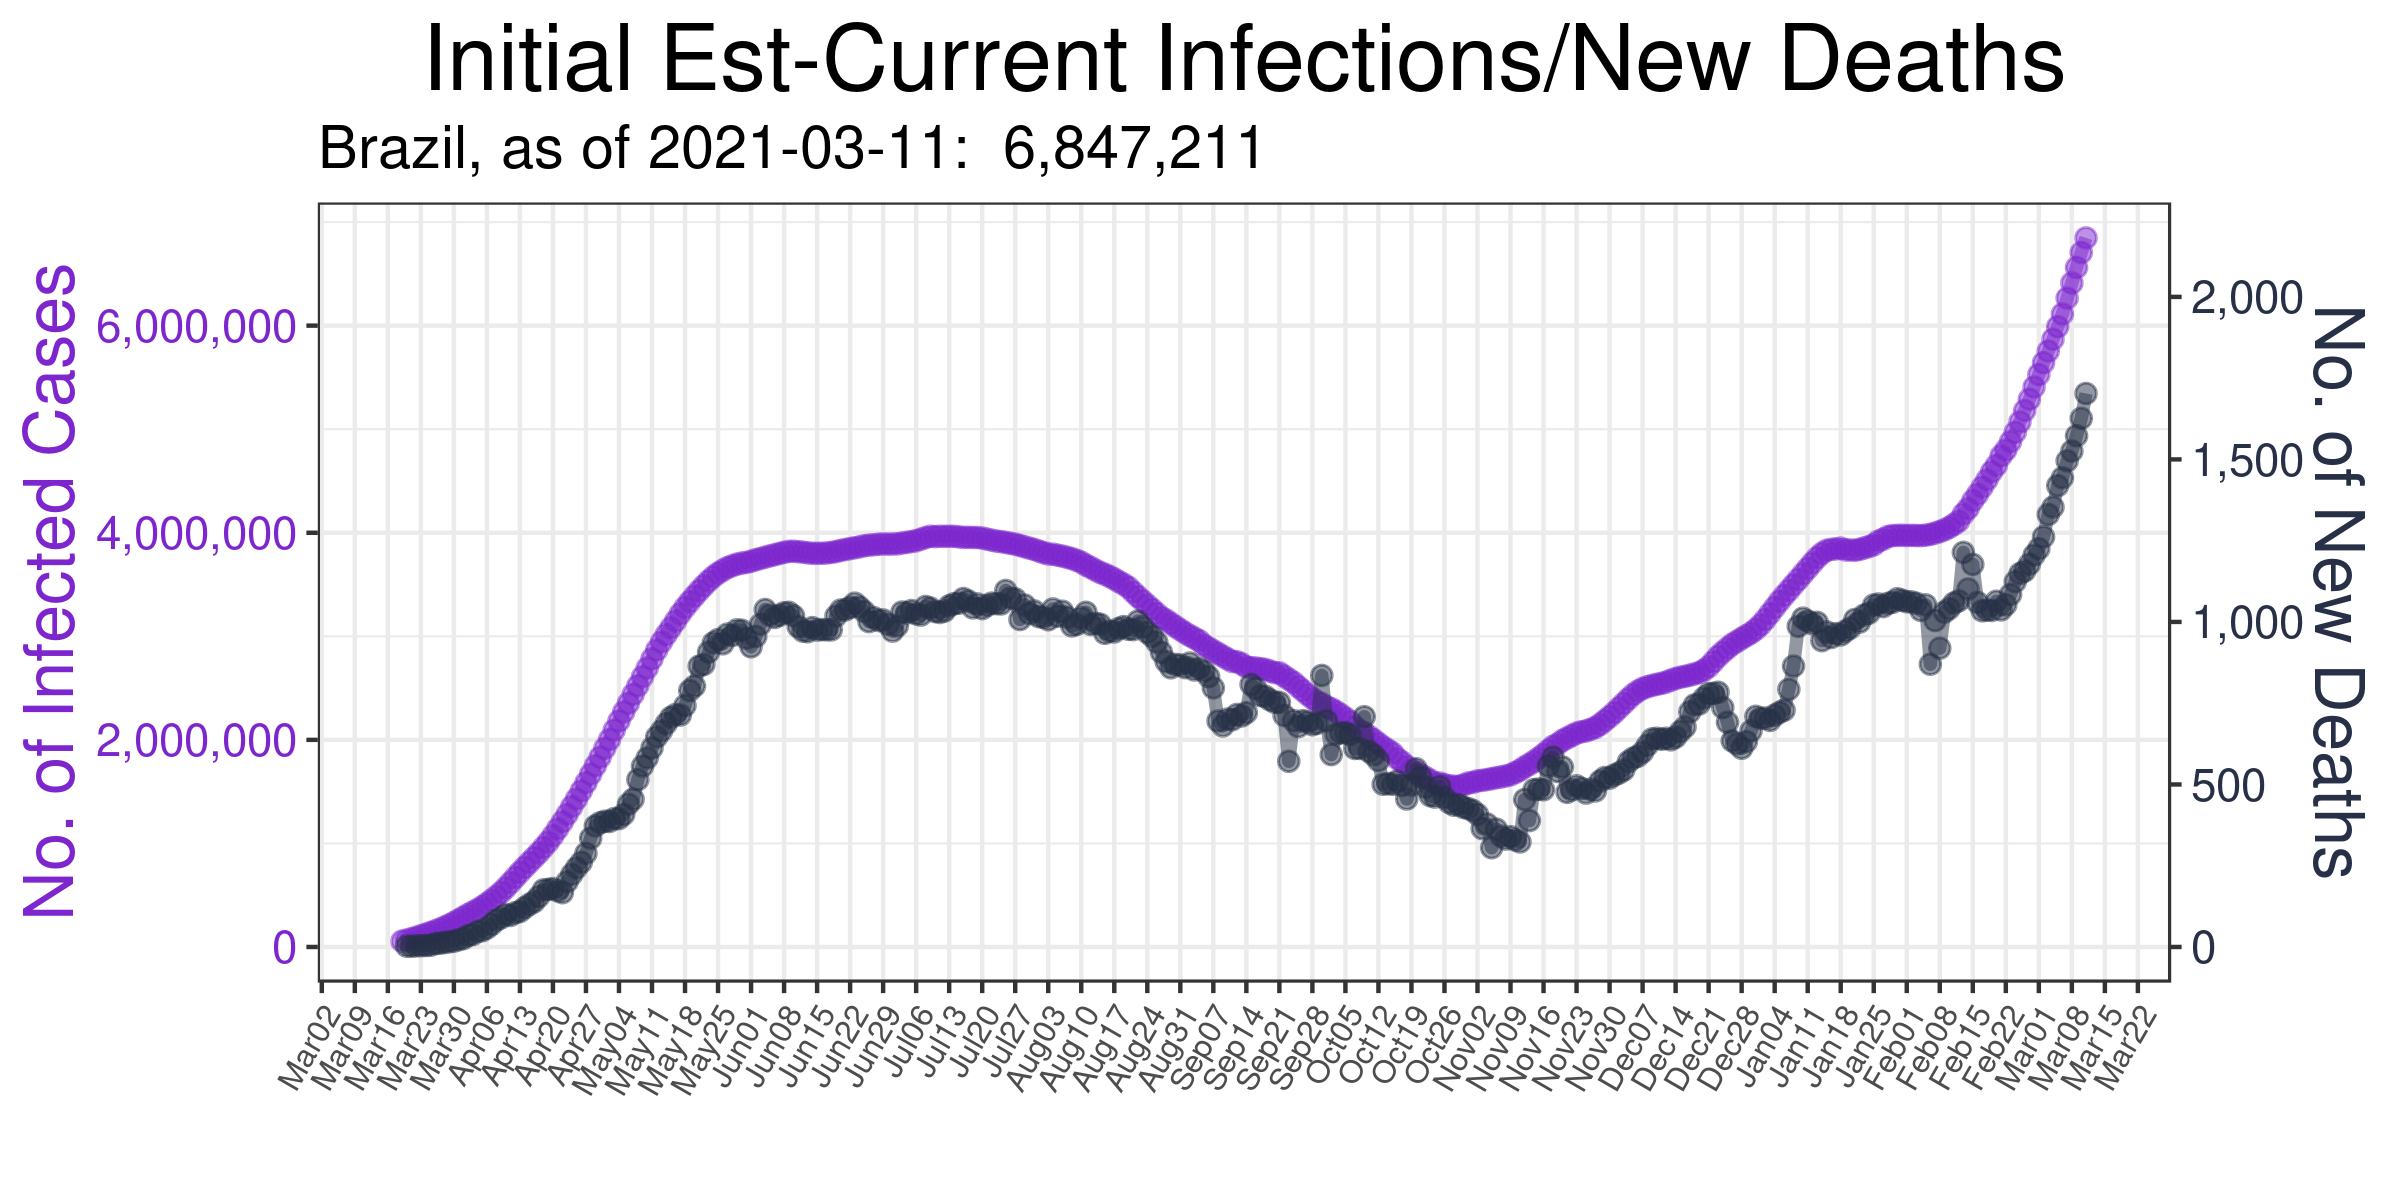 Initial Est-Current Infections/New Deaths
Brazil, as of 2021-03-11:  6,847,211
No. of Infected Cases
6,000,000
4,000,000
2,000,000
0
2,000
1,500
1,000
500
0
No. of New Deaths
Mar02
Mar09
Mar16
Mar23
Mar30
Apr06
Apr13
Apr20
Apr27
May04
May11
May18
May25
Jun01
Jun08
Jun15
Jun22
Jun29
Jul06
Jul13
Jul20
Jul27
Aug03
Aug10
Aug17
Aug24
Aug31
Sep07
Sep14
Sep21
Sep28
Oct05
Oct12
Oct19
Oct26
Nov02
Nov09
Nov16
Nov23
Nov30
Dec07
Dec14
Dec21
Dec28
Jan04
Jan11
Jan18
Jan25
Feb01
Feb08
Feb15
Feb22
Mar01
Mar08
Mar15
Mar22